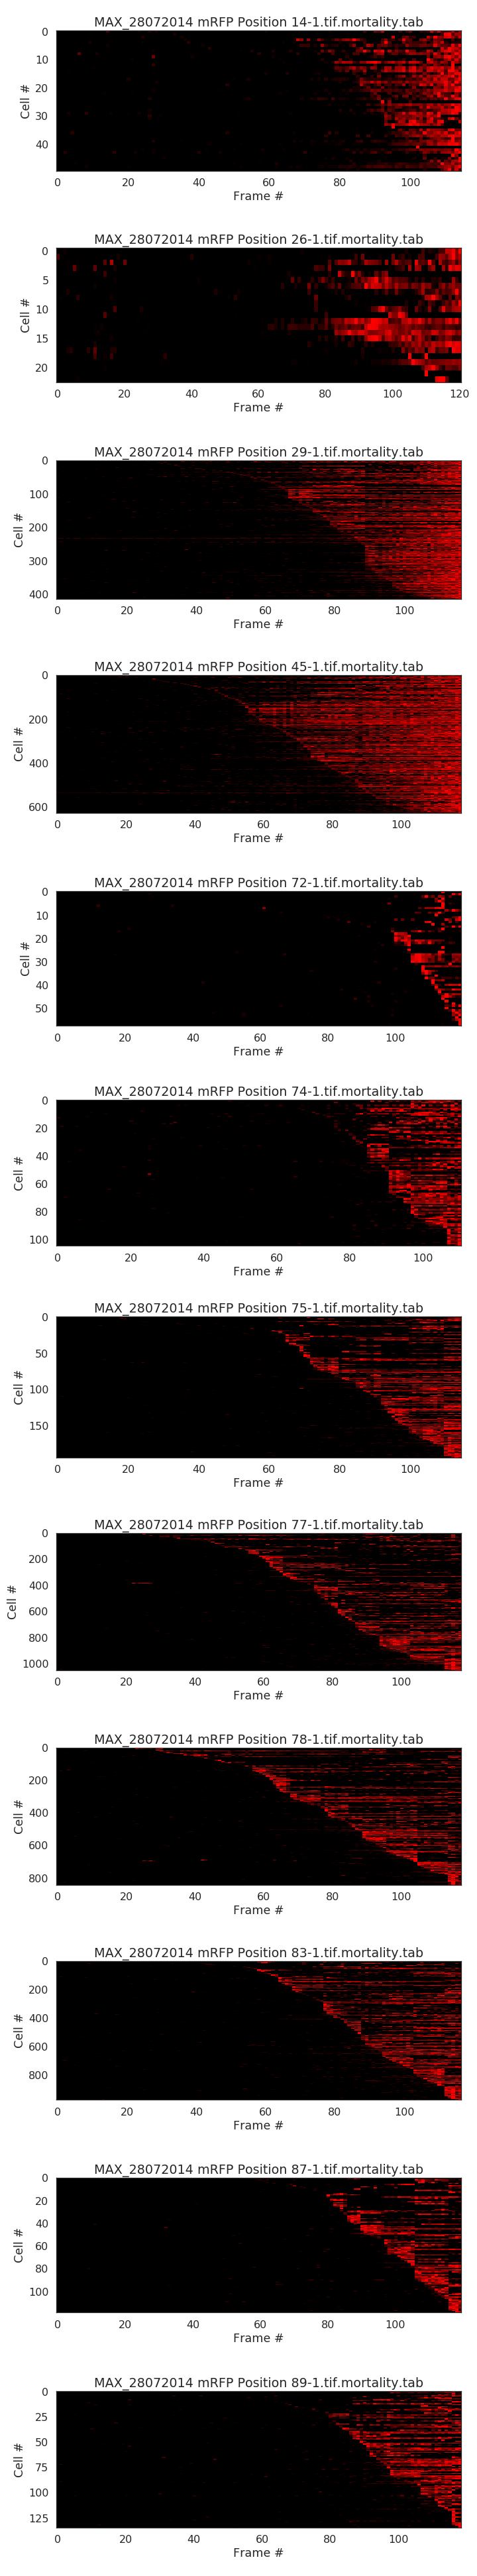 MAX_28072014 mRFP Position 14-1.tif.mortality.tab
0
10
20
30
40
Cell #
0 20 40 60 80 100
Frame #
MAX_28072014 mRFP Position 26-1.tif.mortality.tab
0
5
10
15
20
Cell #
0 20 40 60 80 100 120
Frame #
MAX_28072014 mRFP Position 29-1.tif.mortality.tab
0
100
200
300
400
Cell #
0 20 40 60 80 100
Frame #
MAX_28072014 mRFP Position 45-1.tif.mortality.tab
0
200
400
600
Cell #
0 20 40 60 80 100
Frame #
MAX_28072014 mRFP Position 72-1.tif.mortality.tab
0
10
20
30
40
50
Cell #
0 20 40 60 80 100
Frame #
MAX_28072014 mRFP Position 74-1.tif.mortality.tab
0
20
40
60
80
100
Cell #
0 20 40 60 80 100
Frame #
MAX_28072014 mRFP Position 75-1.tif.mortality.tab
0
50
100
150
Cell #
0 20 40 60 80 100
Frame #
MAX_28072014 mRFP Position 77-1.tif.mortality.tab
0
200
400
600
800
1000
Cell #
0 20 40 60 80 100
Frame #
MAX_28072014 mRFP Position 78-1.tif.mortality.tab
0
200
400
600
800
Cell #
0 20 40 60 80 100
Frame #
MAX_28072014 mRFP Position 83-1.tif.mortality.tab
0
200
400
600
800
Cell #
0 20 40 60 80 100
Frame #
MAX_28072014 mRFP Position 87-1.tif.mortality.tab
0
20
40
60
80
100
Cell #
0 20 40 60 80 100
Frame #
MAX_28072014 mRFP Position 89-1.tif.mortality.tab
0
25
50
75
100
125
Cell #
0 20 40 60 80 100
Frame #